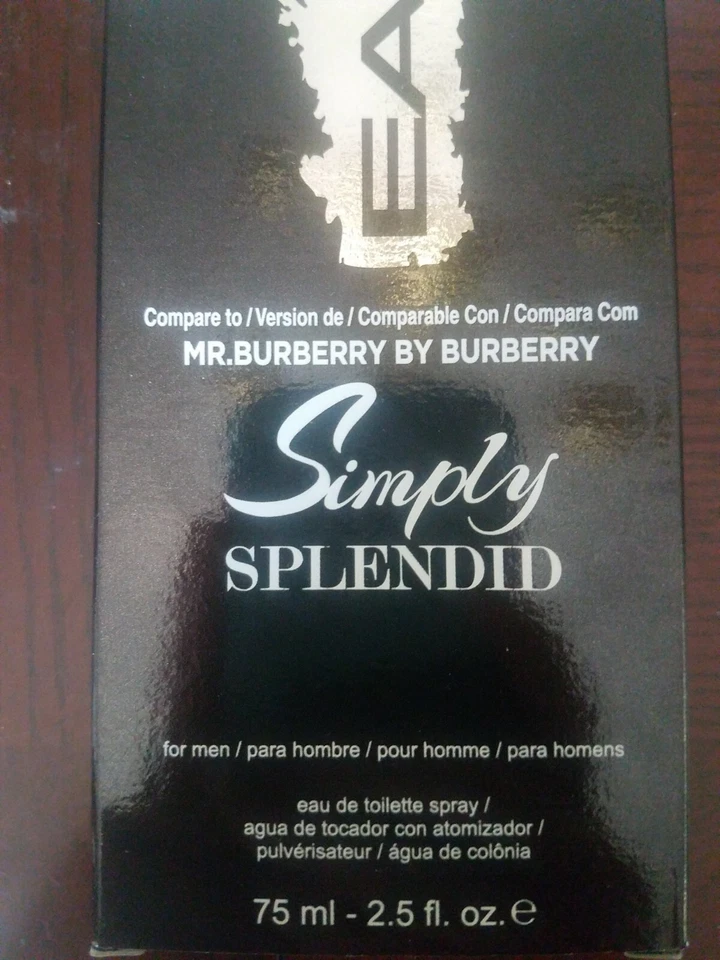 EA
Compare to / Version de / Comparable Con / Compara Com
MR.BURBERRY BY BURBERRY
Simply
SPLENDID
for men / para hombre / pour homme / para homens
eau de toilette spray /
agua de tocador con atomizador /
pulvérisateur / água de colônia
75 ml - 2.5 fl. oz. ℮